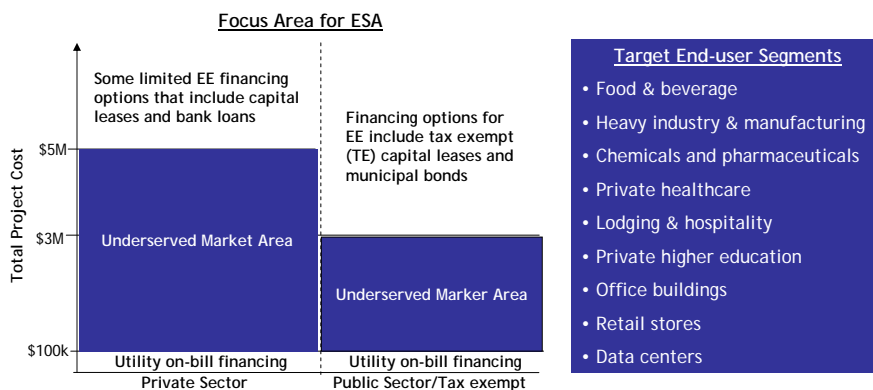 Focus Area for ESA
Total Project Cost
Some limited EE financing
options that include capital
leases and bank loans
Financing options for
EE include tax exempt
(TE) capital leases and
municipal bonds
$5M
$3M
$100k
Underserved Market Area
Underserved Marker Area
Utility on-bill financing
Utility on-bill financing
Private Sector
Public Sector/Tax exempt
Target End-user Segments
• Food & beverage
• Heavy industry & manufacturing
• Chemicals and pharmaceuticals
• Private healthcare
• Lodging & hospitality
• Private higher education
• Office buildings
• Retail stores
• Data centers